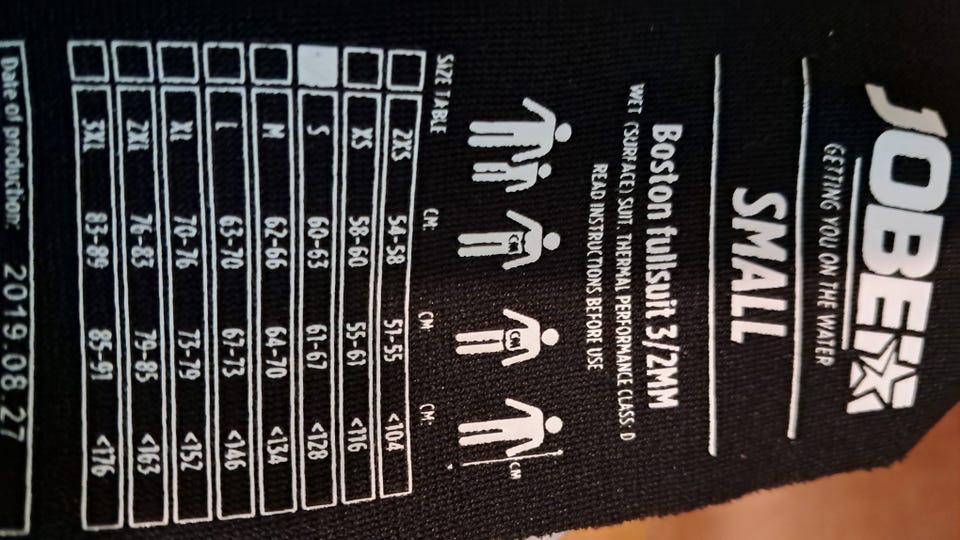 JOBE
GETTING YOU ON THE WATER
SMALL
Boston fullsuit 3/2MM
WET (SURFACE) SUIT. THERMAL PERFORMANCE CLASS: D
READ INSTRUCTIONS BEFORE USE
CM
CM
CM
SIZE TABLE CM: CM CM:
2XS 54-58 51-55 <104
XS 58-60 55-61 <116
S 60-63 61-67 <128
M 62-66 64-70 <134
L 63-70 67-73 <146
XL 70-76 73-79 <152
2XL 76-83 79-85 <163
3XL 83-89 85-91 <176
Date of production: 2019.08.27